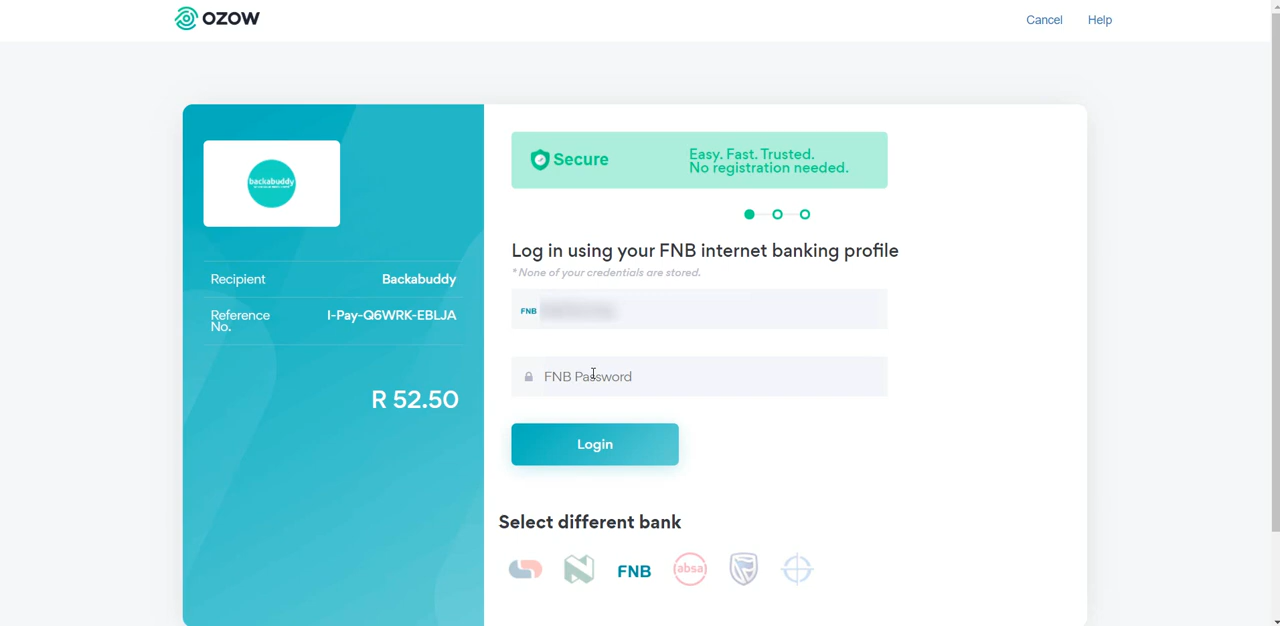 OZOW
Cancel
Help
backabuddy
Recipient
Backabuddy
Reference
No.
I-Pay-Q6WRK-EBLJA
R 52.50
Secure
Easy. Fast. Trusted.
No registration needed.
Log in using your FNB internet banking profile
* None of your credentials are stored.
FNB
FNB Password
Login
Select different bank
FNB
absa